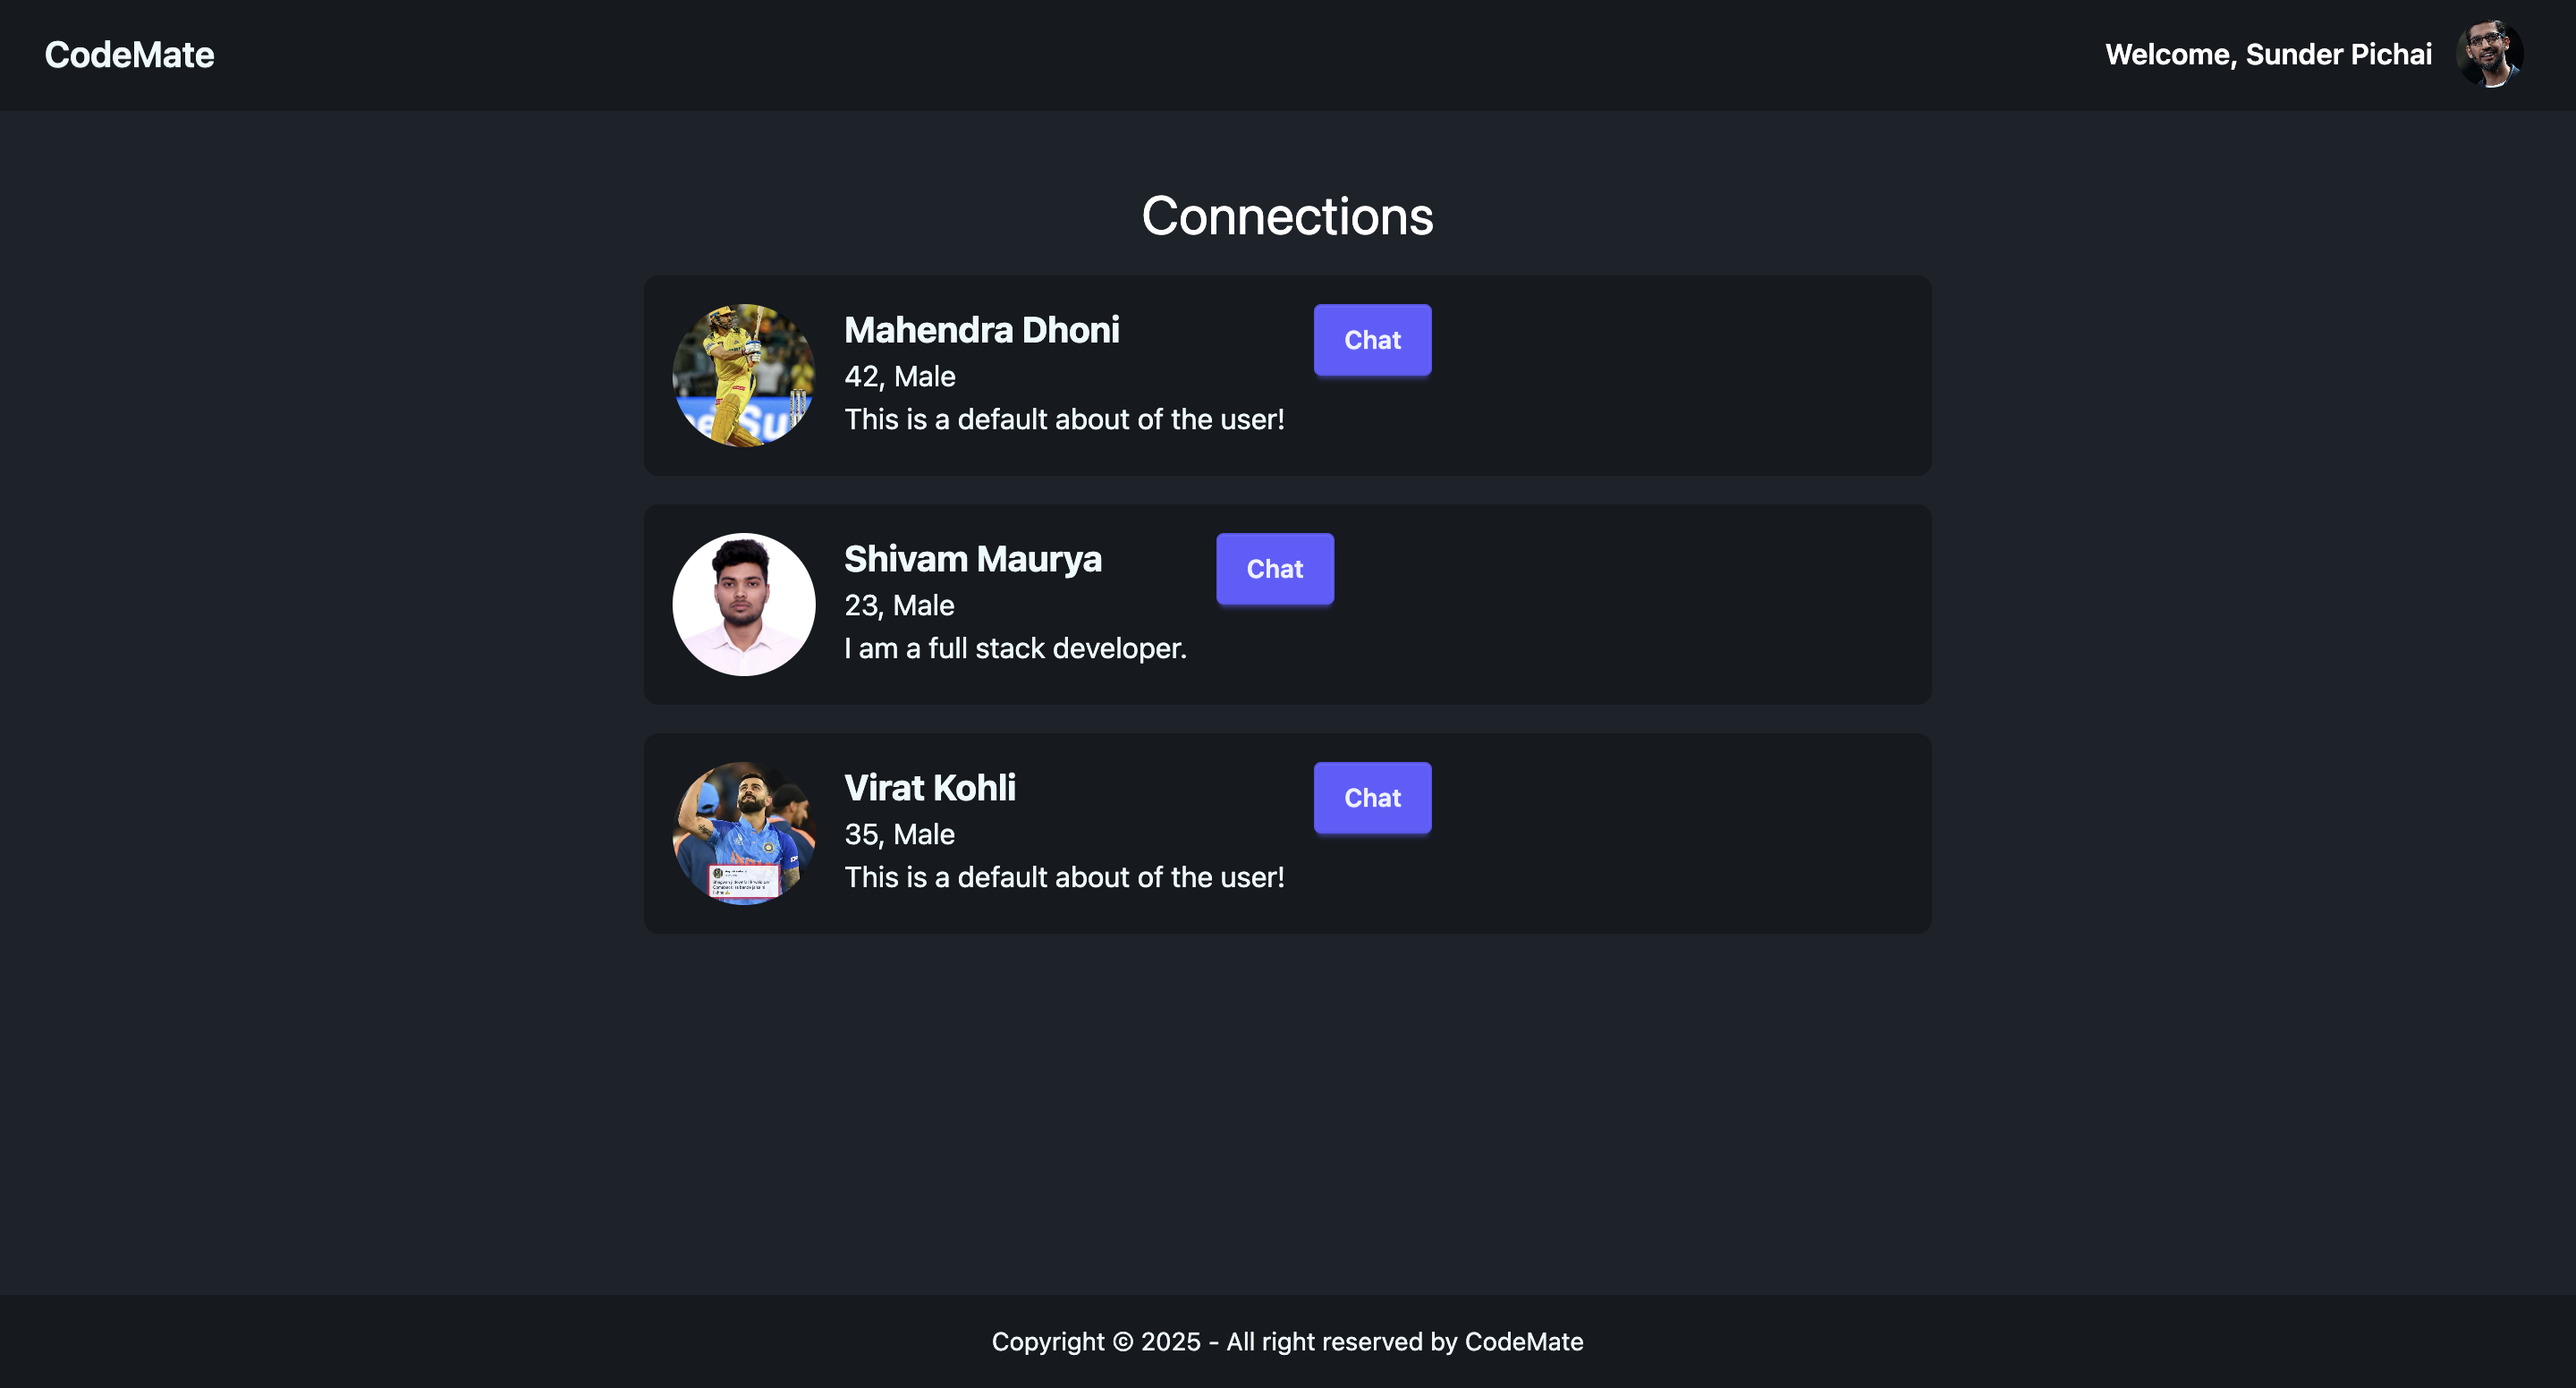 CodeMate
Welcome, Sunder Pichai
Connections
Mahendra Dhoni
42, Male
This is a default about of the user!
Chat
Shivam Maurya
23, Male
I am a full stack developer.
Chat
Virat Kohli
35, Male
This is a default about of the user!
Chat
Copyright © 2025 - All right reserved by CodeMate